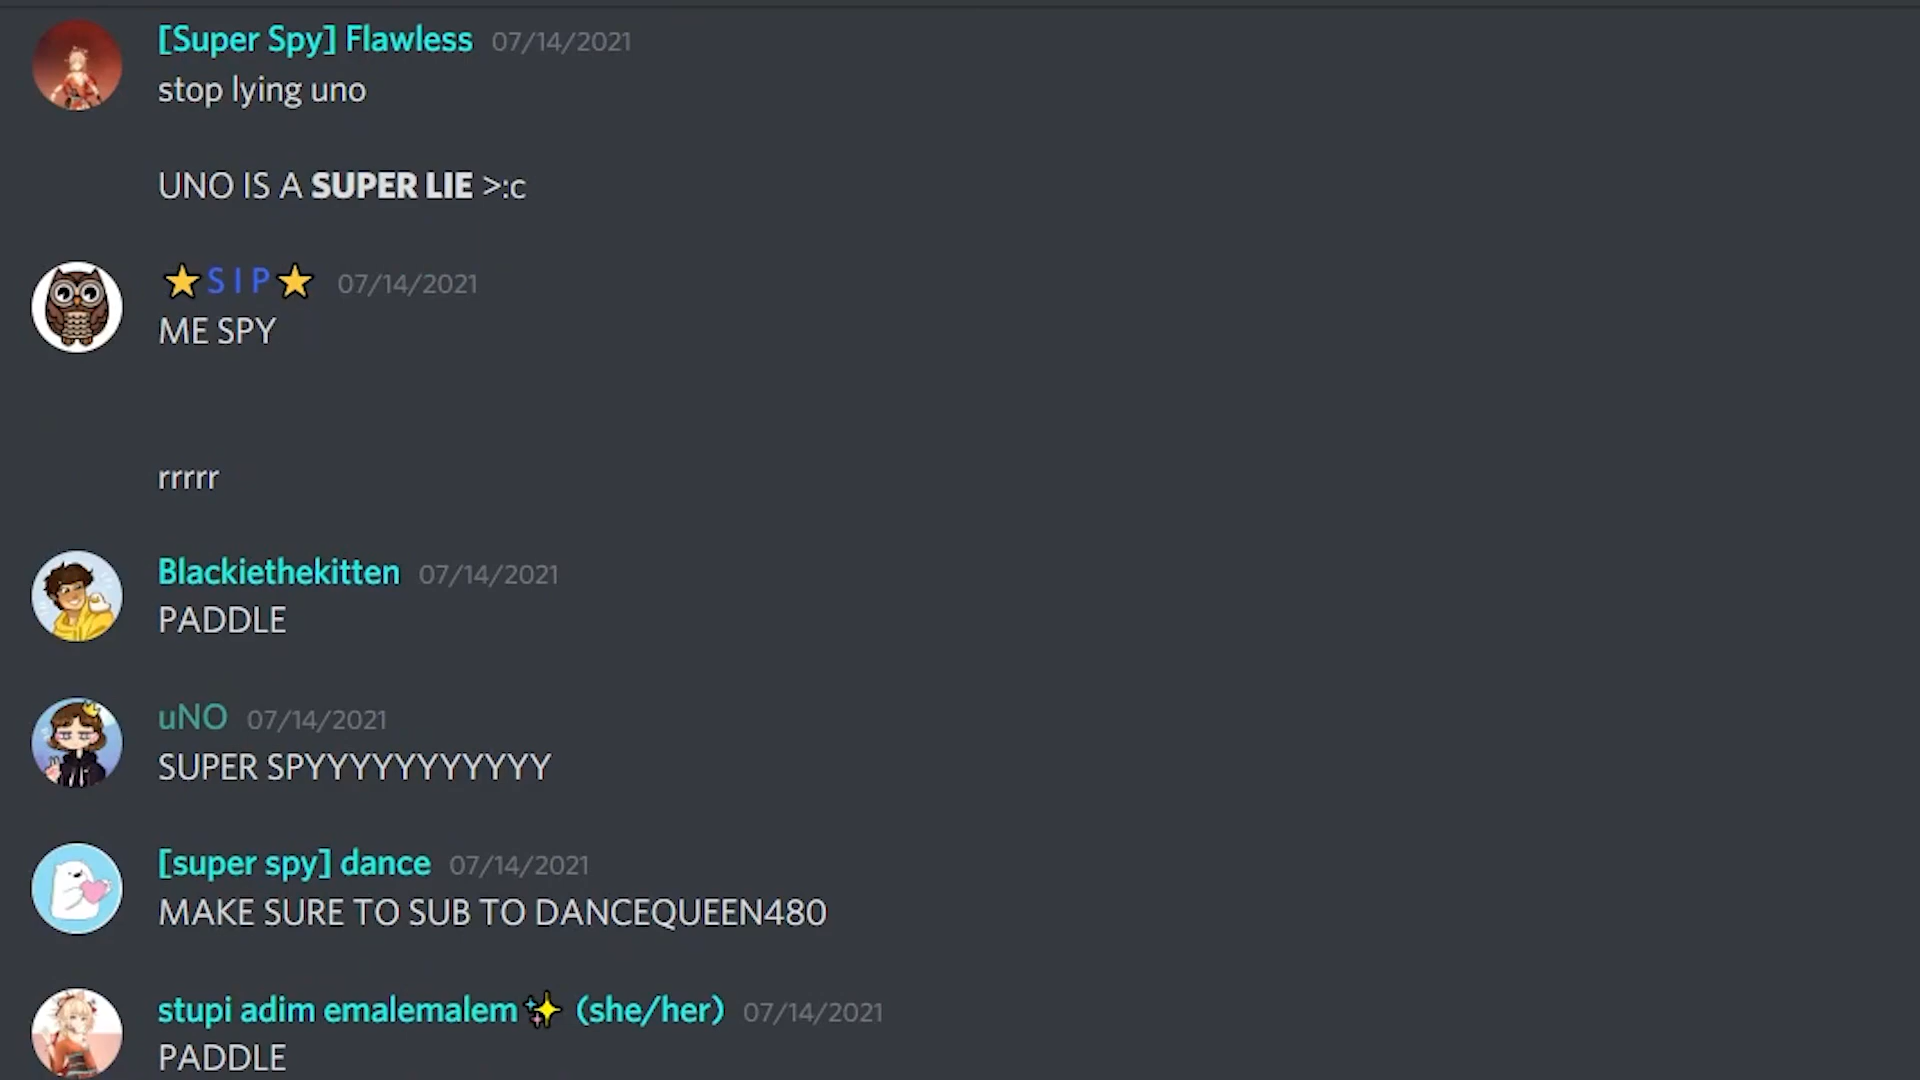 [Super Spy] Flawless 07/14/2021
stop lying uno
UNO IS A SUPER LIE >:c
⭐S I P⭐ 07/14/2021
ME SPY
rrrrr
Blackiethekitten 07/14/2021
PADDLE
uNO 07/14/2021
SUPER SPYYYYYYYYYYY
[super spy] dance 07/14/2021
MAKE SURE TO SUB TO DANCEQUEEN480
stupi adim emalemalem✨ (she/her) 07/14/2021
PADDLE